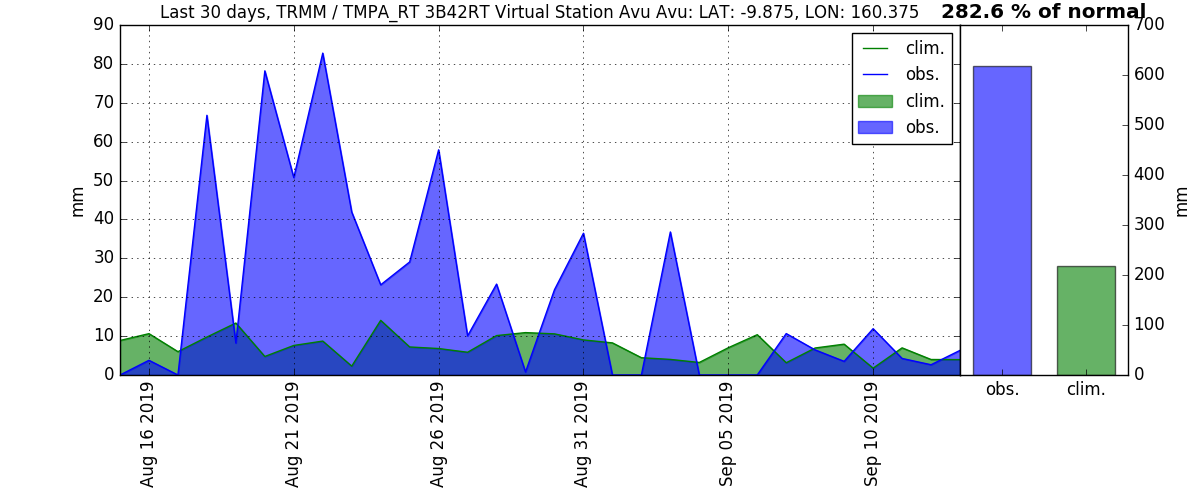 Last 30 days, TRMM / TMPA_RT 3B42RT Virtual Station Avu Avu: LAT: -9.875, LON: 160.375
282.6 % of normal
90
80
70
60
50
40
30
20
10
0
mm
clim.
obs.
clim.
obs.
Aug 16 2019
Aug 21 2019
Aug 26 2019
Aug 31 2019
Sep 05 2019
Sep 10 2019
700
600
500
400
300
200
100
0
mm
obs.
clim.